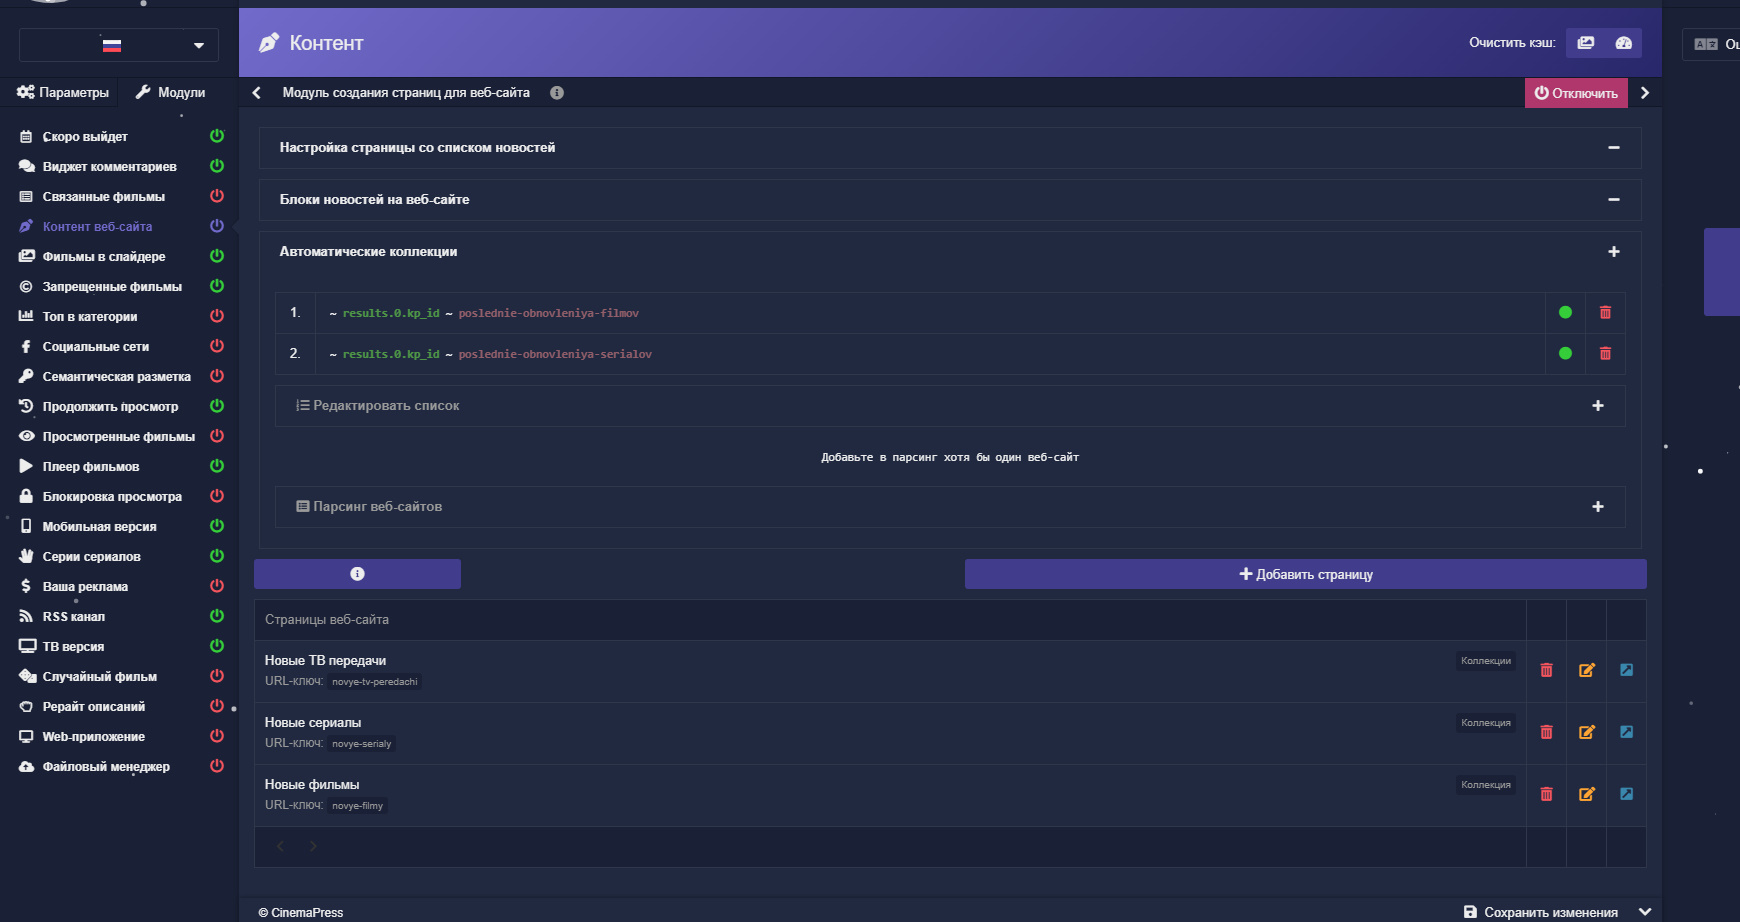 Контент
Очистить кэш:
Параметры
Модули
Модуль создания страниц для веб-сайта
Отключить
Скоро выйдет
Виджет комментариев
Связанные фильмы
Контент веб-сайта
Фильмы в слайдере
Запрещенные фильмы
Топ в категории
Социальные сети
Семантическая разметка
Продолжить просмотр
Просмотренные фильмы
Плеер фильмов
Блокировка просмотра
Мобильная версия
Серии сериалов
Ваша реклама
RSS канал
ТВ версия
Случайный фильм
Рерайт описаний
Web-приложение
Файловый менеджер
Настройка страницы со списком новостей
Блоки новостей на веб-сайте
Автоматические коллекции
1. ~ results.0.kp_id ~ poslednie-obnovleniya-filmov
2. ~ results.0.kp_id ~ poslednie-obnovleniya-serialov
Редактировать список
Добавьте в парсинг хотя бы один веб-сайт
Парсинг веб-сайтов
Добавить страницу
Страницы веб-сайта
Новые ТВ передачи
Коллекции
URL-ключ: novye-tv-peredachi
Новые сериалы
Коллекция
URL-ключ: novye-serialy
Новые фильмы
Коллекция
URL-ключ: novye-filmy
© CinemaPress
Сохранить изменения